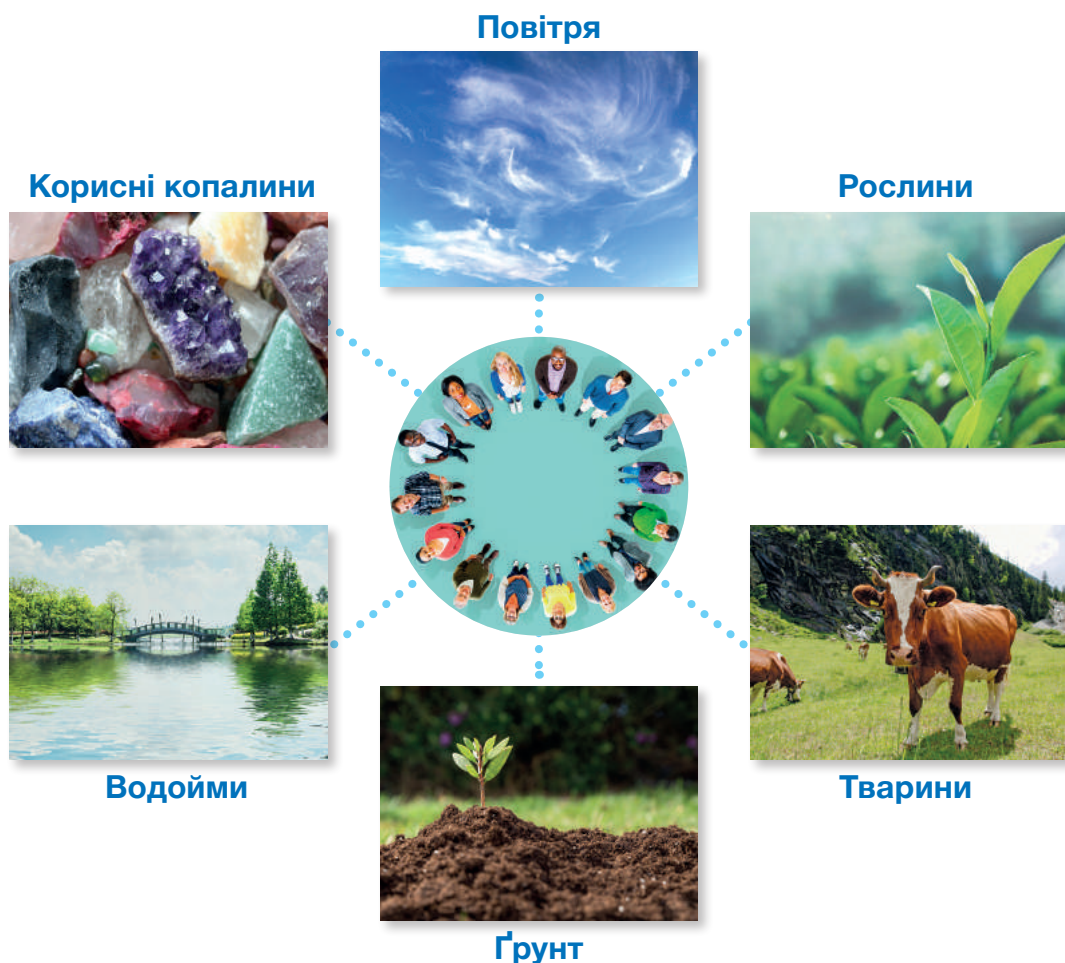 Повітря
Корисні копалини
Рослини
Водойми
Тварини
Ґрунт